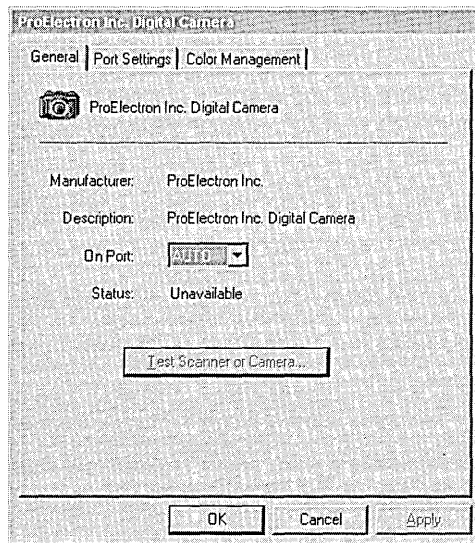 ProElectron Inc. Digital Camera
General Port Settings Color Management
ProElectron Inc. Digital Camera
Manufacturer: ProElectron Inc.
Description: ProElectron Inc. Digital Camera
On Port: AUTO
Status: Unavailable
Test Scanner or Camera...
OK Cancel Apply